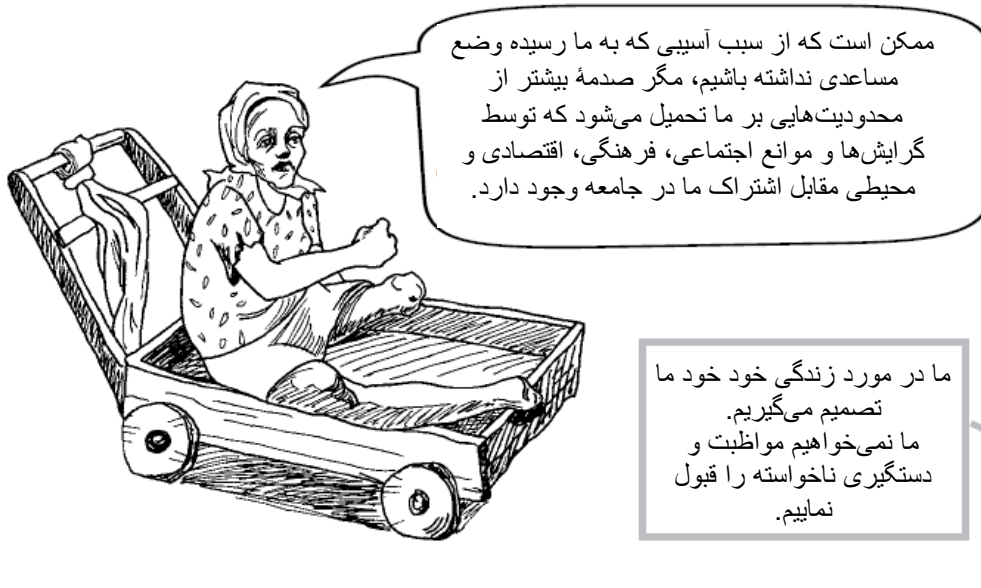 ممکن است که از سبب آسیبی که به ما رسیده وضع
مساعدی نداشته باشیم، مگر صدمهٔ بیشتر از
محدودیت‌هایی بر ما تحمیل می‌شود که توسط
گرایش‌ها و موانع اجتماعی، فرهنگی، اقتصادی و
محیطی مقابل اشتراک ما در جامعه وجود دارد.
ما در مورد زندگی خود خود ما
تصمیم می‌گیریم.
ما نمی‌خواهیم مواظبت و
دستگیری ناخواسته را قبول
نماییم.